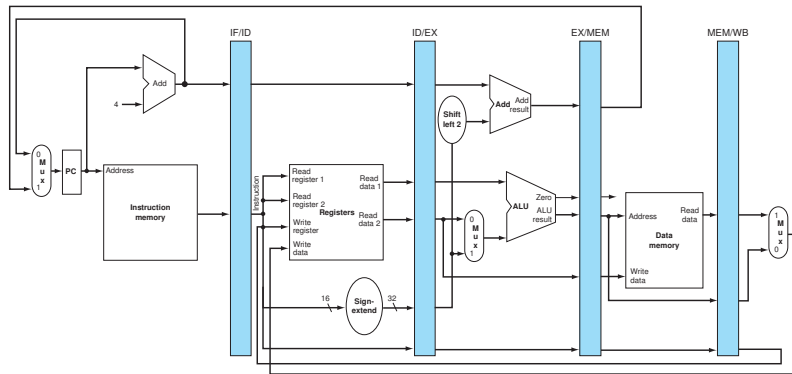 IF/ID
ID/EX
EX/MEM
MEM/WB
Add
4
0
M
u
x
1
PC
Address
Instruction
memory
Instruction
Read
register 1
Read
register 2
Write
register
Write
data
Registers
Read
data 1
Read
data 2
16
Sign-
extend
32
Shift
left 2
Add
Add
result
0
M
u
x
1
ALU
Zero
ALU
result
Address
Read
data
Data
memory
Write
data
1
M
u
x
0